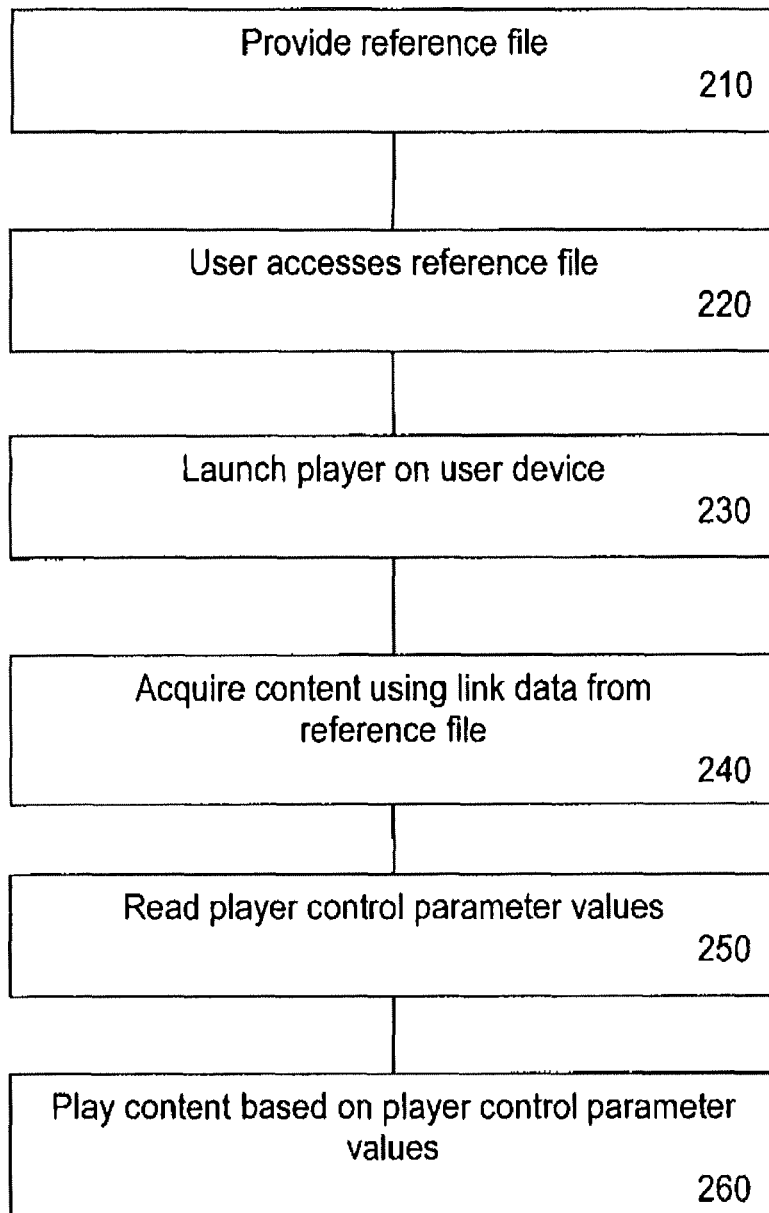 Provide reference file
210
User accesses reference file
220
Launch player on user device
230
Acquire content using link data from
reference file
240
Read player control parameter values
250
Play content based on player control parameter
values
260